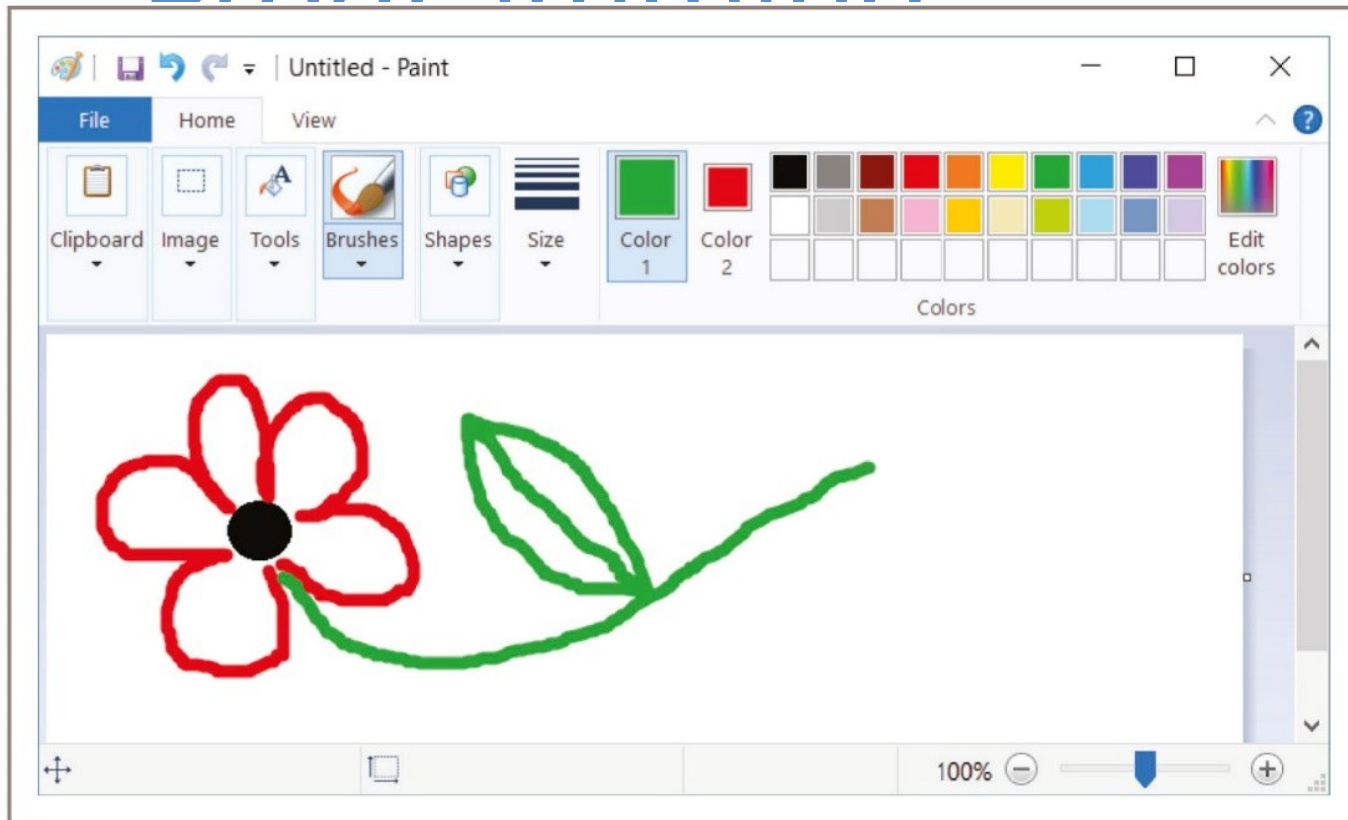 Untitled - Paint
File Home View
?
Clipboard Image Tools Brushes Shapes Size Color 1 Color 2 Edit colors
Colors
100%